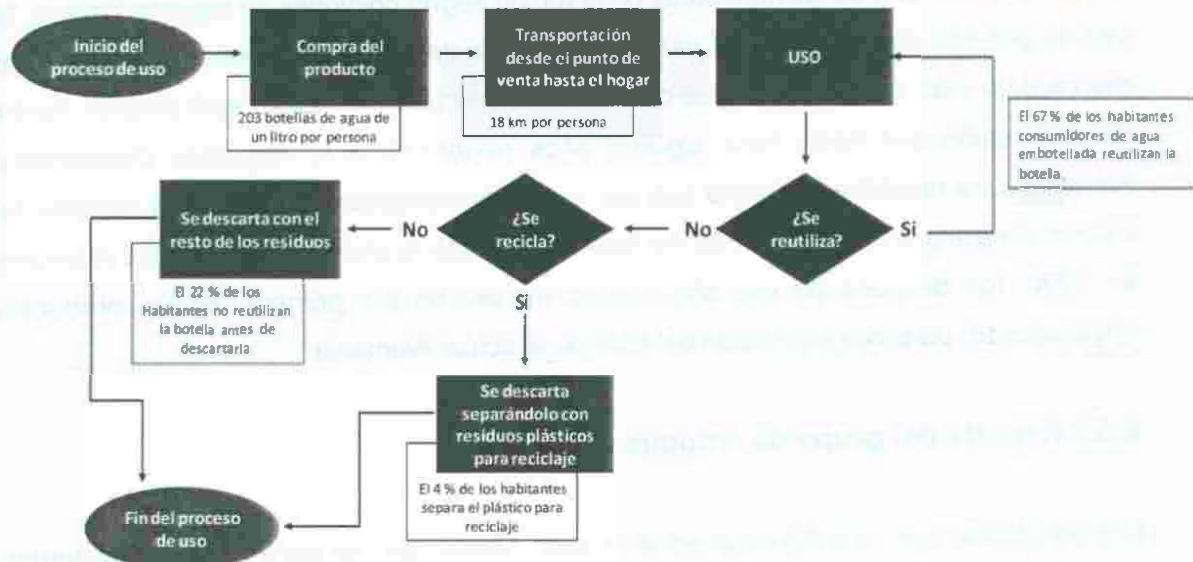 Inicio del
proceso de uso
Compra del
producto
203 botellas de agua de
un litro por persona
Transportación
desde el punto de
venta hasta el hogar
18 km por persona
USO
El 67 % de los habitantes
consumidores de agua
embotellada reutilizan la
botella
¿Se
reutiliza?
Si
No
¿Se
recicla?
No
Si
Se descarta con el
resto de los residuos
El 22 % de los
Habitantes no reutilizan
la botella antes de
descartarla
Se descarta
separándolo con
residuos plásticos
para reciclaje
El 4 % de los habitantes
separa el plástico para
reciclaje
Fin del proceso
de uso